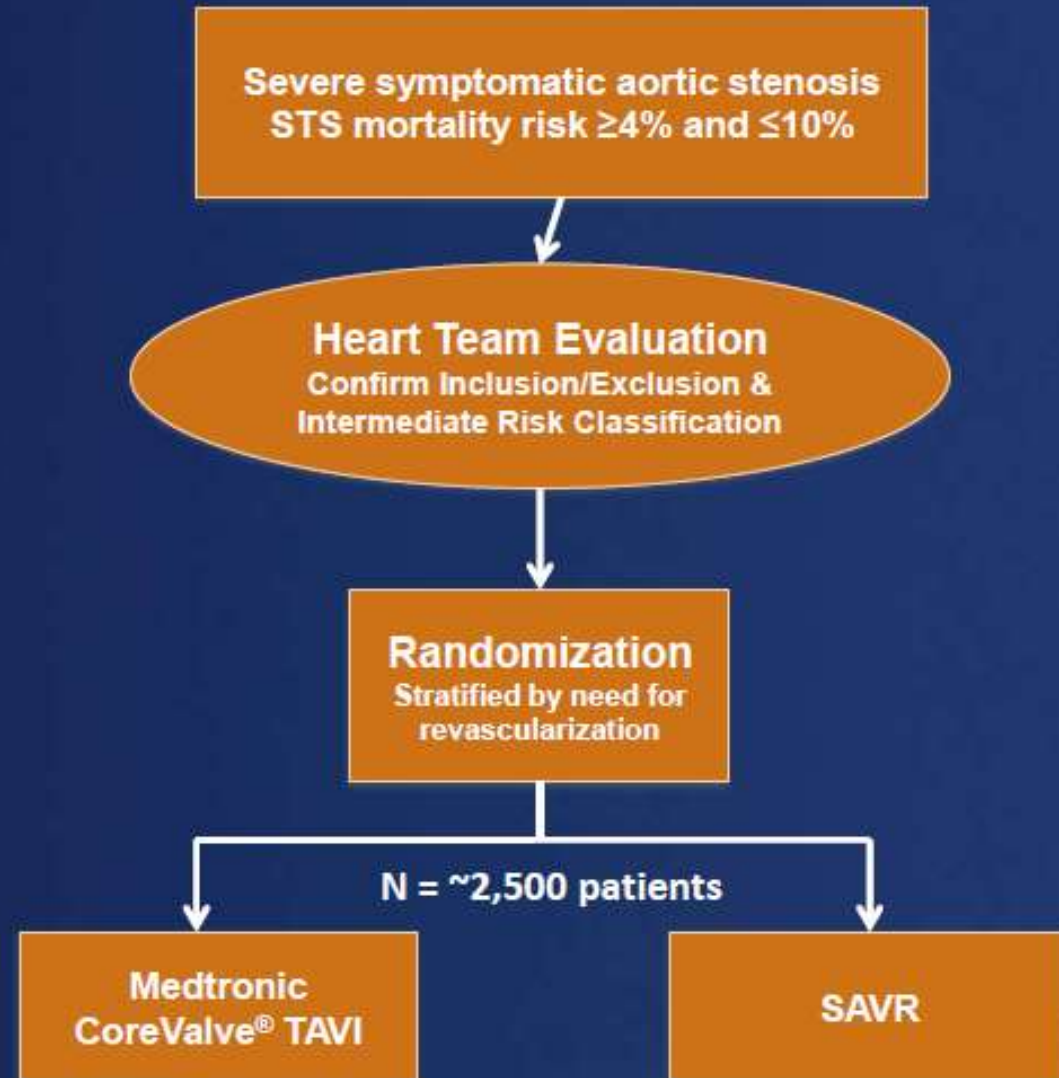 Severe symptomatic aortic stenosis
STS mortality risk ≥4% and ≤10%
Heart Team Evaluation
Confirm Inclusion/Exclusion &
Intermediate Risk Classification
Randomization
Stratified by need for
revascularization
N = ~2,500 patients
Medtronic
CoreValve® TAVI
SAVR